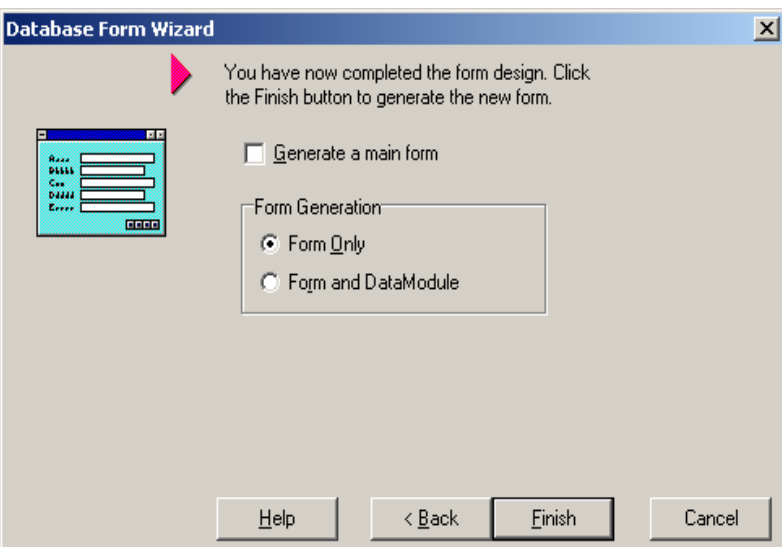 Database Form Wizard
You have now completed the form design. Click
the Finish button to generate the new form.
Generate a main form
Form Generation
Form Only
Form and DataModule
Help
< Back
Finish
Cancel